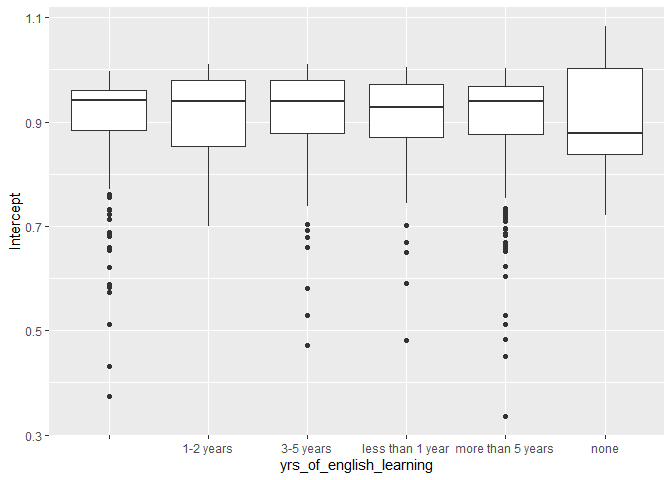 1.1
0.9
0.7
0.5
0.3
Intercept
1-2 years
3-5 years
less than 1 year
more than 5 years
none
yrs_of_english_learning